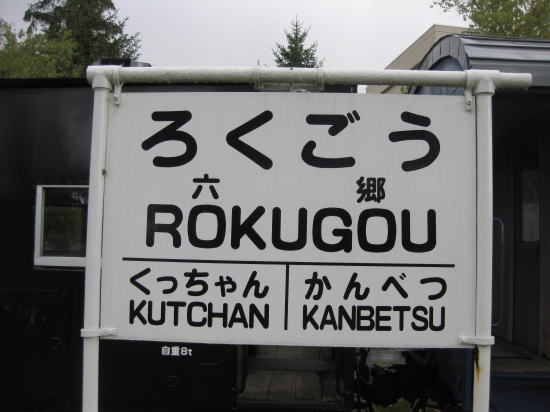 ろくごう
六郷
ROKUGOU
くっちゃん かんべつ
KUTCHAN KANBETSU
自重8t